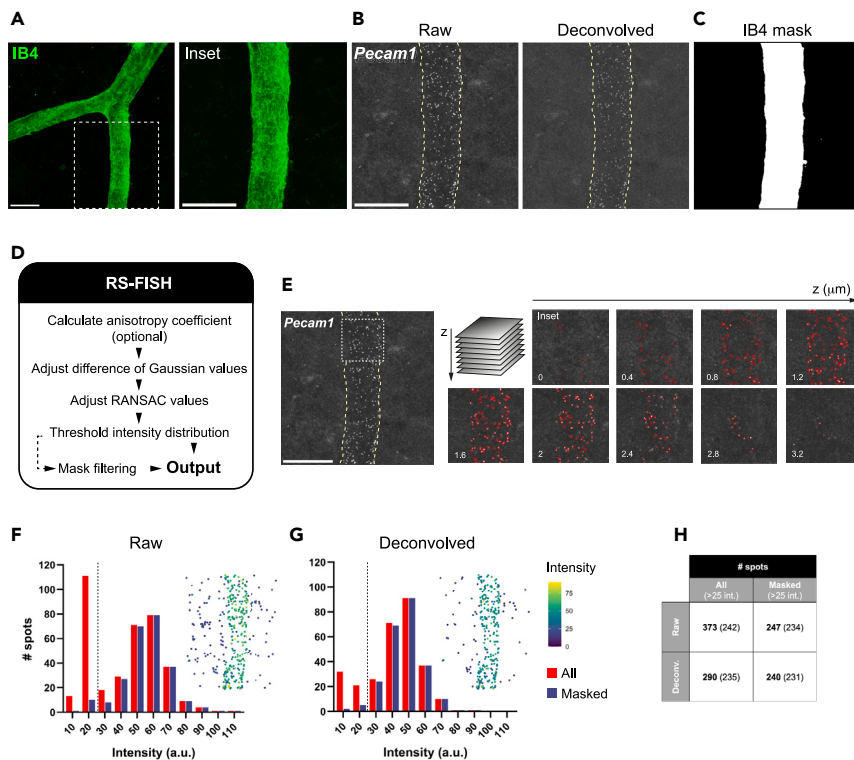 A
IB4
Inset
B
Raw
Deconvolved
Pecam1
C
IB4 mask
D
RS-FISH
Calculate anisotropy coefficient
(optional)
Adjust difference of Gaussian values
Adjust RANSAC values
Threshold intensity distribution
Mask filtering
Output
E
z (μm)
Pecam1
z
Inset
0
0.4
0.8
1.2
1.6
2
2.4
2.8
3.2
F
Raw
# spots
120
100
80
60
40
20
0
10 20 30 40 50 60 70 80 90 100 110
Intensity (a.u.)
G
Deconvolved
120
100
80
60
40
20
0
10 20 30 40 50 60 70 80 90 100 110
Intensity (a.u.)
Intensity
75
50
25
0
All
Masked
H
# spots
All
(>25 int.)
Masked
(>25 int.)
Raw
373 (242)
247 (234)
Deconv.
290 (235)
240 (231)